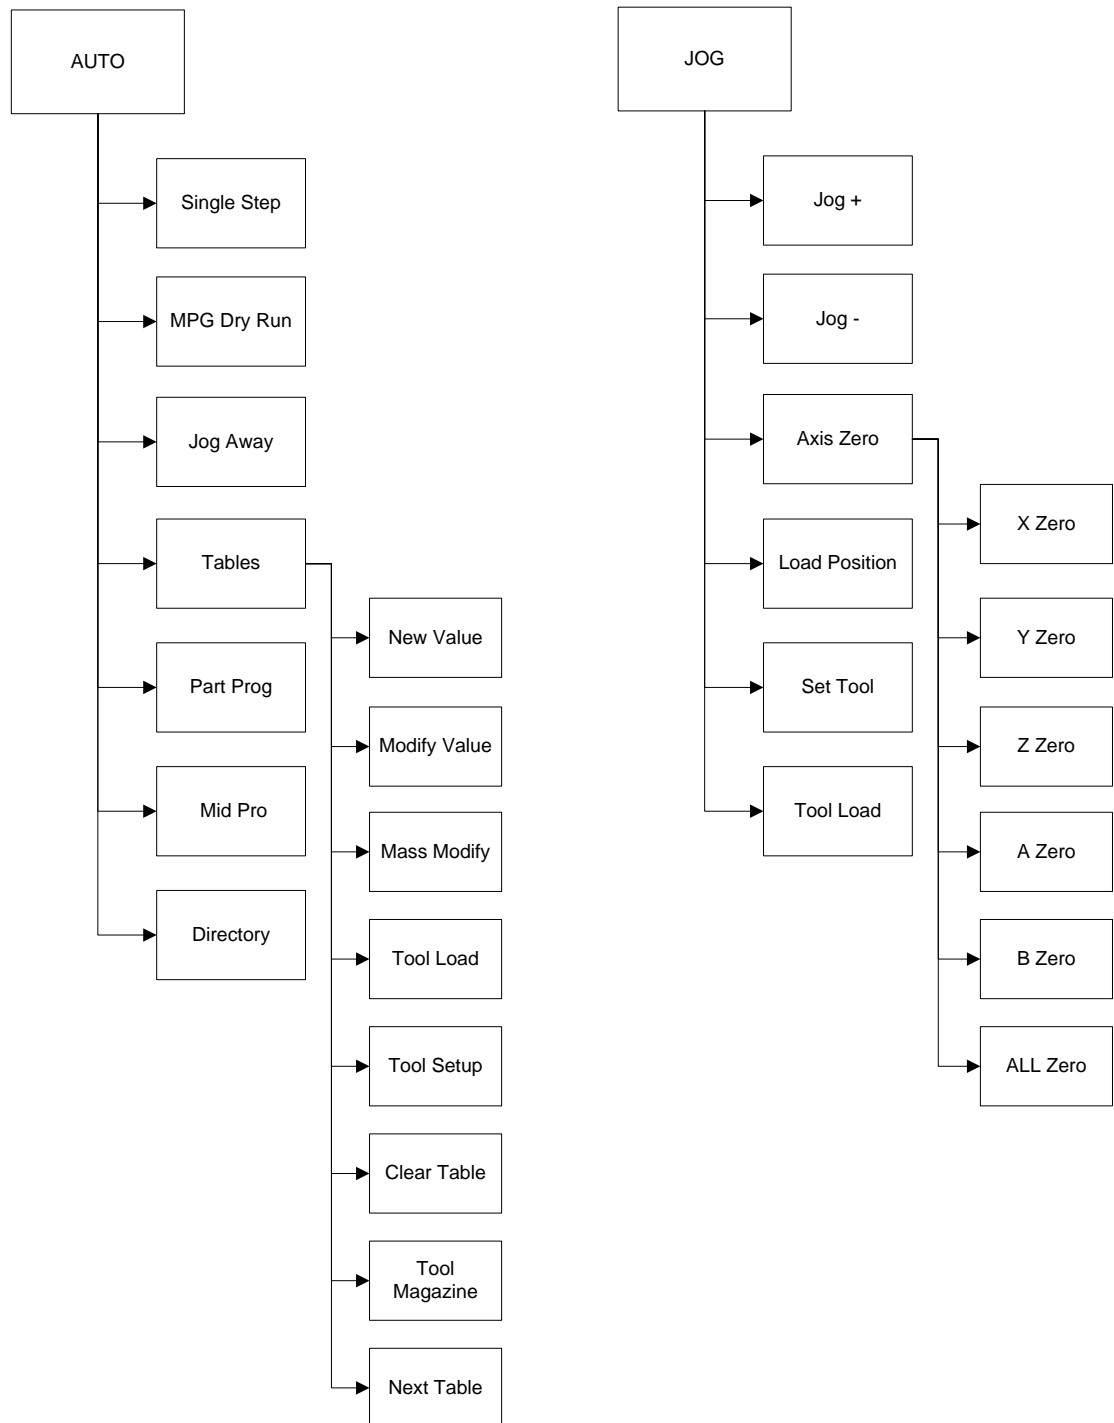 AUTO
Single Step
MPG Dry Run
Jog Away
Tables
New Value
Modify Value
Mass Modify
Tool Load
Tool Setup
Clear Table
Tool
Magazine
Next Table
Part Prog
Mid Pro
Directory
JOG
Jog +
Jog -
Axis Zero
X Zero
Y Zero
Z Zero
A Zero
B Zero
ALL Zero
Load Position
Set Tool
Tool Load